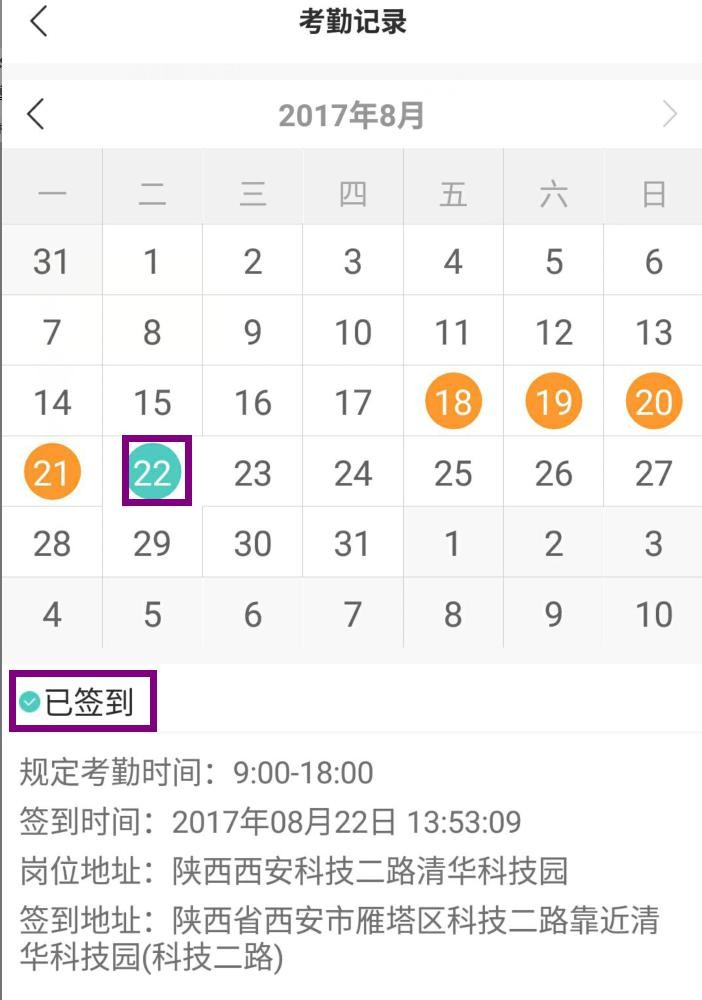 考勤记录
2017年8月
一 二 三 四 五 六 日
31 1 2 3 4 5 6
7 8 9 10 11 12 13
14 15 16 17 18 19 20
21 22 23 24 25 26 27
28 29 30 31 1 2 3
4 5 6 7 8 9 10
已签到
规定考勤时间：9:00-18:00
签到时间：2017年08月22日 13:53:09
岗位地址：陕西西安科技二路清华科技园
签到地址：陕西省西安市雁塔区科技二路靠近清
华科技园(科技二路)